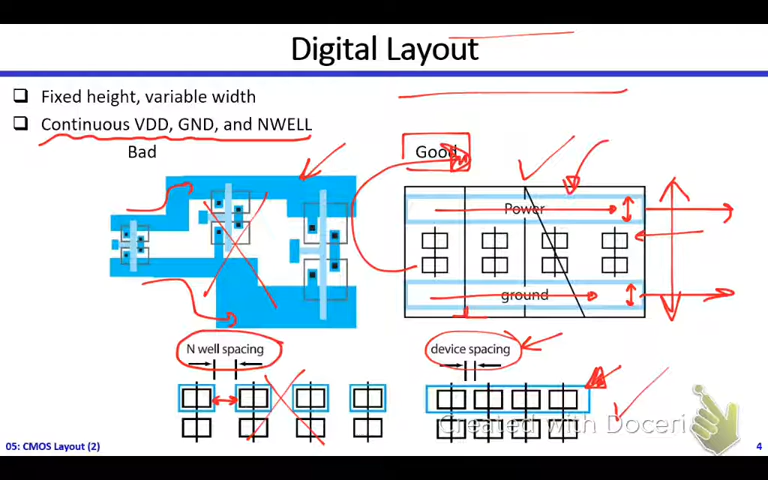 Digital Layout
❑ Fixed height, variable width
❑ Continuous VDD, GND, and NWELL
Bad
Good
Power
ground
N well spacing
device spacing
Created with Doceri
05: CMOS Layout (2)
4